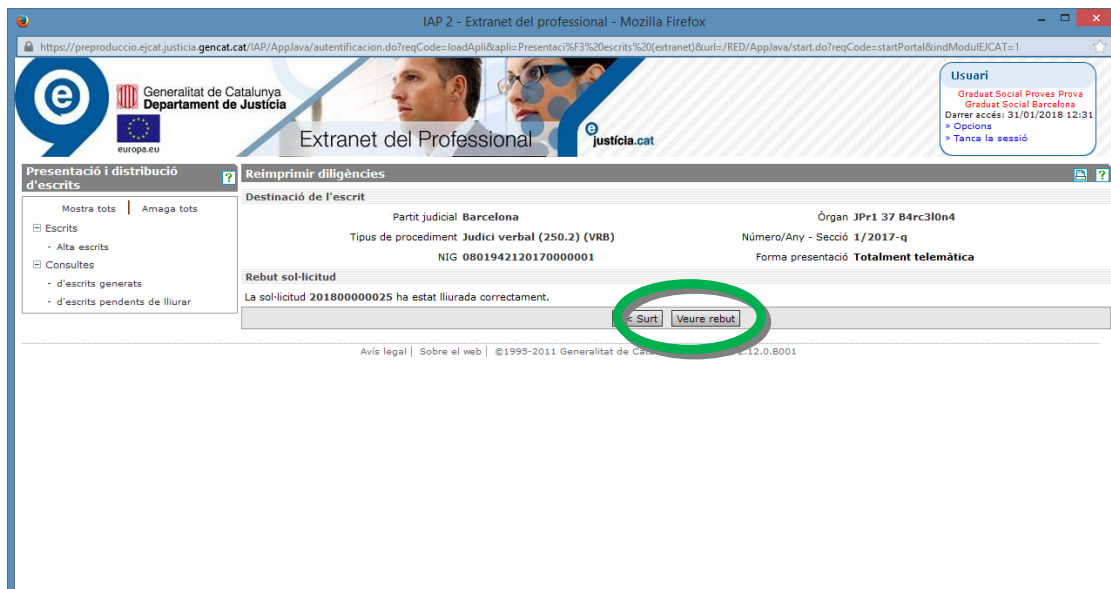 IAP 2 - Extranet del professional - Mozilla Firefox
https://preproduccio.ejcat.justicia.gencat.cat/IAP/AppJava/autentificacion.do?reqCode=loadApli&apli=Presentaci%F3%20escrits%20(extranet)&url=/RED/AppJava/start.do?reqCode=startPortal&indModulEJCAT=1
e
Generalitat de Catalunya
Departament de Justícia
europa.eu
Extranet del Professional
e justícia.cat
Usuari
Graduat Social Proves Prova
Graduat Social Barcelona
Darrer accés: 31/01/2018 12:31
» Opcions
» Tanca la sessió
Presentació i distribució
d'escrits
?
Mostra tots | Amaga tots
Escrits
- Alta escrits
Consultes
- d'escrits generats
- d'escrits pendents de lliurar
Reimprimir diligències
?
Destinació de l'escrit
Partit judicial Barcelona Òrgan JPr1 37 B4rc3l0n4
Tipus de procediment Judici verbal (250.2) (VRB) Número/Any - Secció 1/2017-q
NIG 0801942120170000001 Forma presentació Totalment telemàtica
Rebut sol·licitud
La sol·licitud 201800000025 ha estat lliurada correctament.
< Surt Veure rebut
Avís legal | Sobre el web | ©1995-2011 Generalitat de 2.12.0.B001